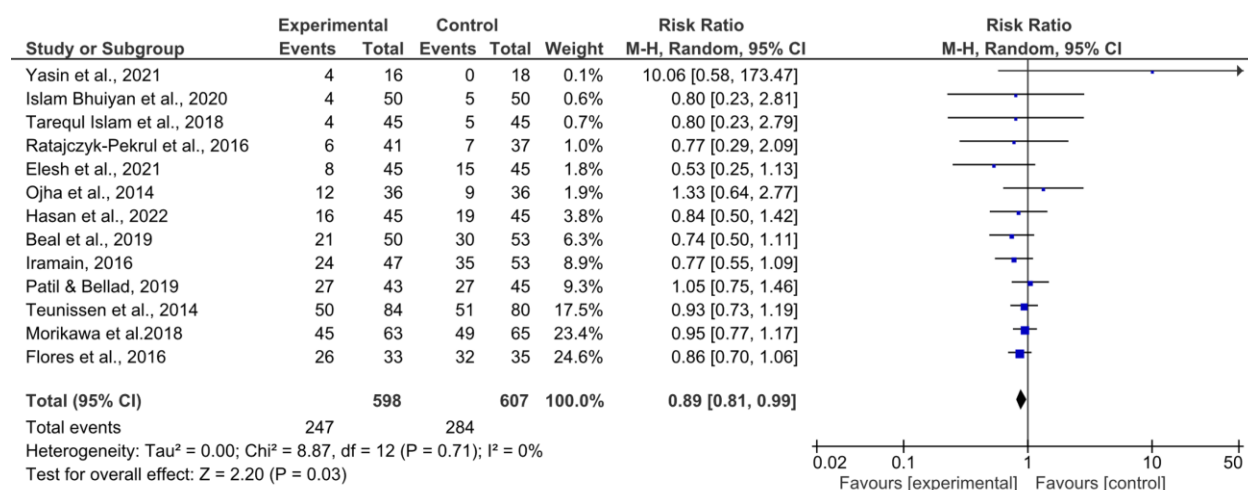 Experimental Control Risk Ratio Risk Ratio
Study or Subgroup Events Total Events Total Weight M-H, Random, 95% CI M-H, Random, 95% CI
Yasin et al., 2021 4 16 0 18 0.1% 10.06 [0.58, 173.47]
Islam Bhuiyan et al., 2020 4 50 5 50 0.6% 0.80 [0.23, 2.81]
Tarequl Islam et al., 2018 4 45 5 45 0.7% 0.80 [0.23, 2.79]
Ratajczyk-Pekrul et al., 2016 6 41 7 37 1.0% 0.77 [0.29, 2.09]
Elesh et al., 2021 8 45 15 45 1.8% 0.53 [0.25, 1.13]
Ojha et al., 2014 12 36 9 36 1.9% 1.33 [0.64, 2.77]
Hasan et al., 2022 16 45 19 45 3.8% 0.84 [0.50, 1.42]
Beal et al., 2019 21 50 30 53 6.3% 0.74 [0.50, 1.11]
Iramain, 2016 24 47 35 53 8.9% 0.77 [0.55, 1.09]
Patil & Bellad, 2019 27 43 27 45 9.3% 1.05 [0.75, 1.46]
Teunissen et al., 2014 50 84 51 80 17.5% 0.93 [0.73, 1.19]
Morikawa et al.2018 45 63 49 65 23.4% 0.95 [0.77, 1.17]
Flores et al., 2016 26 33 32 35 24.6% 0.86 [0.70, 1.06]
Total (95% CI) 598 607 100.0% 0.89 [0.81, 0.99]
Total events 247 284
Heterogeneity: Tau² = 0.00; Chi² = 8.87, df = 12 (P = 0.71); I² = 0%
Test for overall effect: Z = 2.20 (P = 0.03)
0.02 0.1 1 10 50
Favours [experimental] Favours [control]